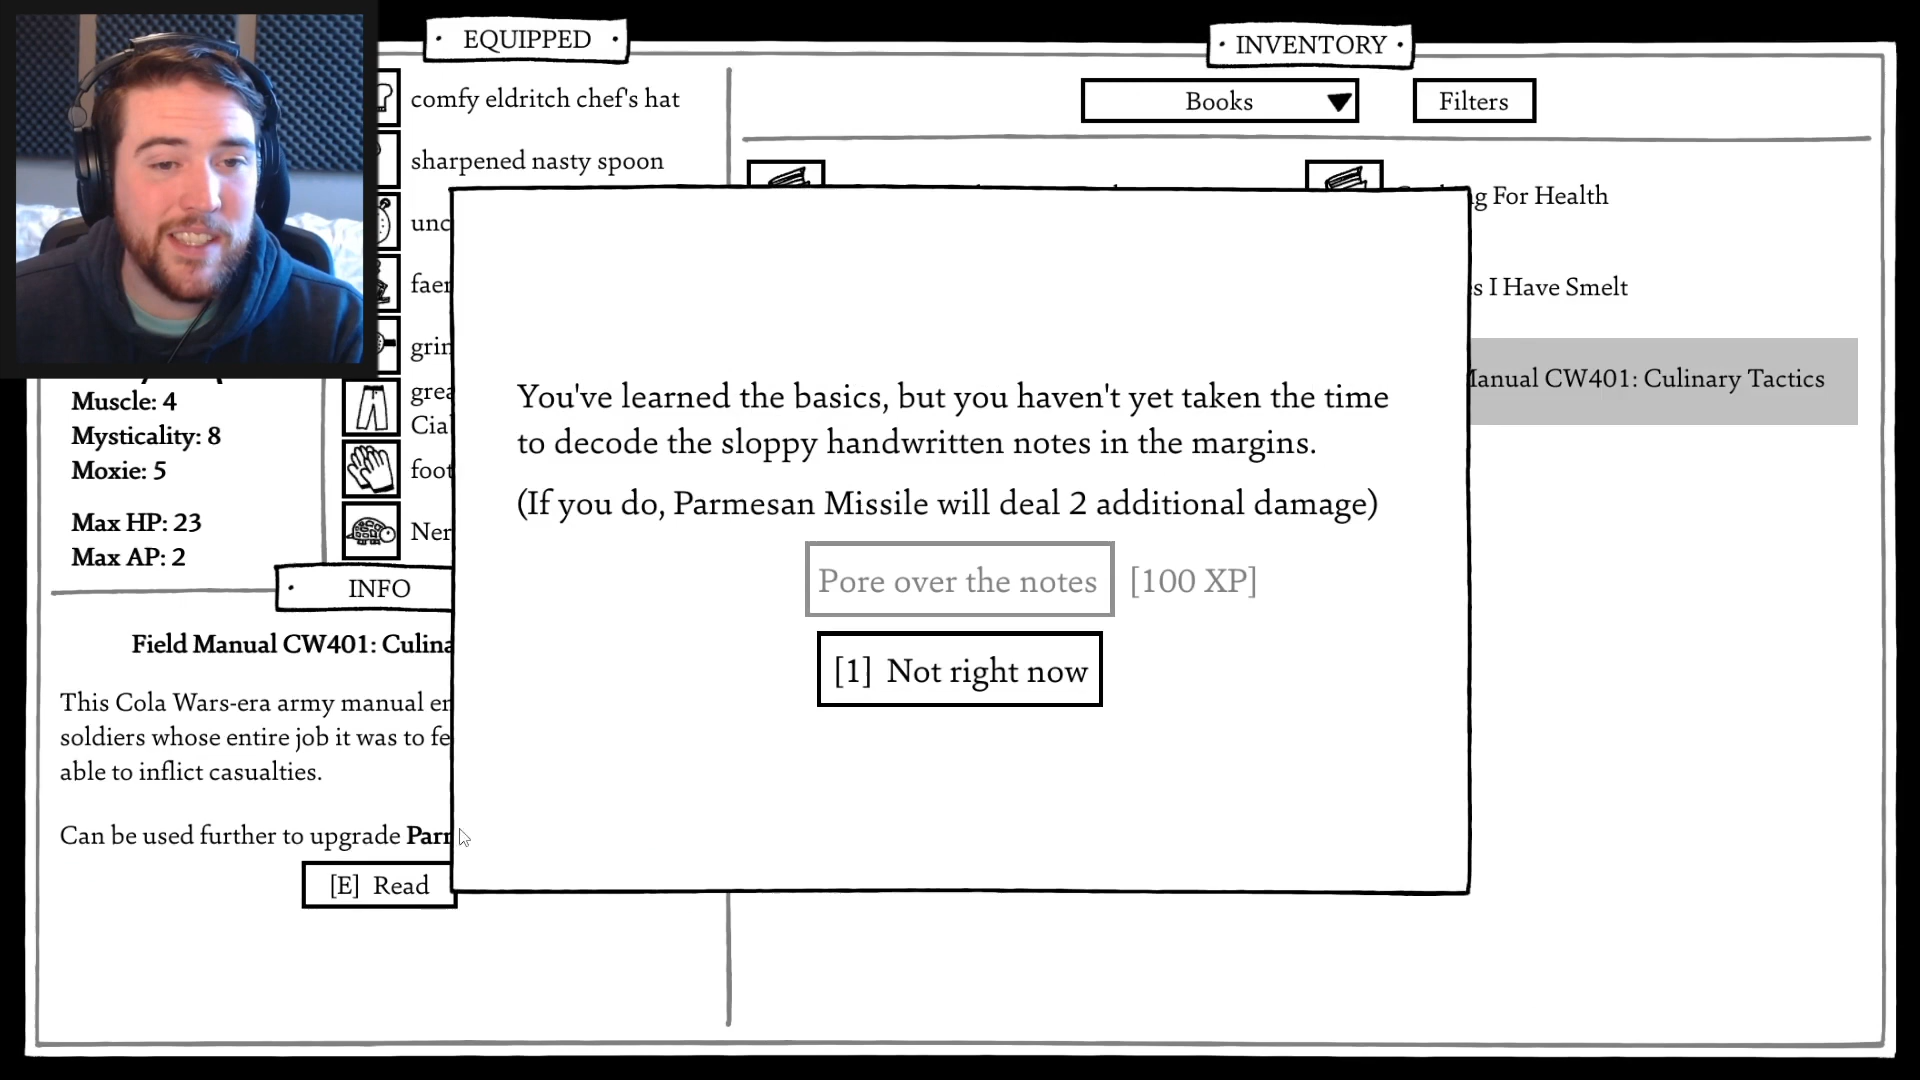 EQUIPPED
INVENTORY
comfy eldritch chef's hat
sharpened nasty spoon
unc
faer
grin
grea
Cia
foot
Ner
Muscle: 4
Mysticality: 8
Moxie: 5
Max HP: 23
Max AP: 2
INFO
Field Manual CW401: Culina
This Cola Wars-era army manual en
soldiers whose entire job it was to fe
able to inflict casualties.
Can be used further to upgrade Parm
[E] Read
Books
Filters
g For Health
s I Have Smelt
Manual CW401: Culinary Tactics
You've learned the basics, but you haven't yet taken the time
to decode the sloppy handwritten notes in the margins.
(If you do, Parmesan Missile will deal 2 additional damage)
Pore over the notes [100 XP]
[1] Not right now